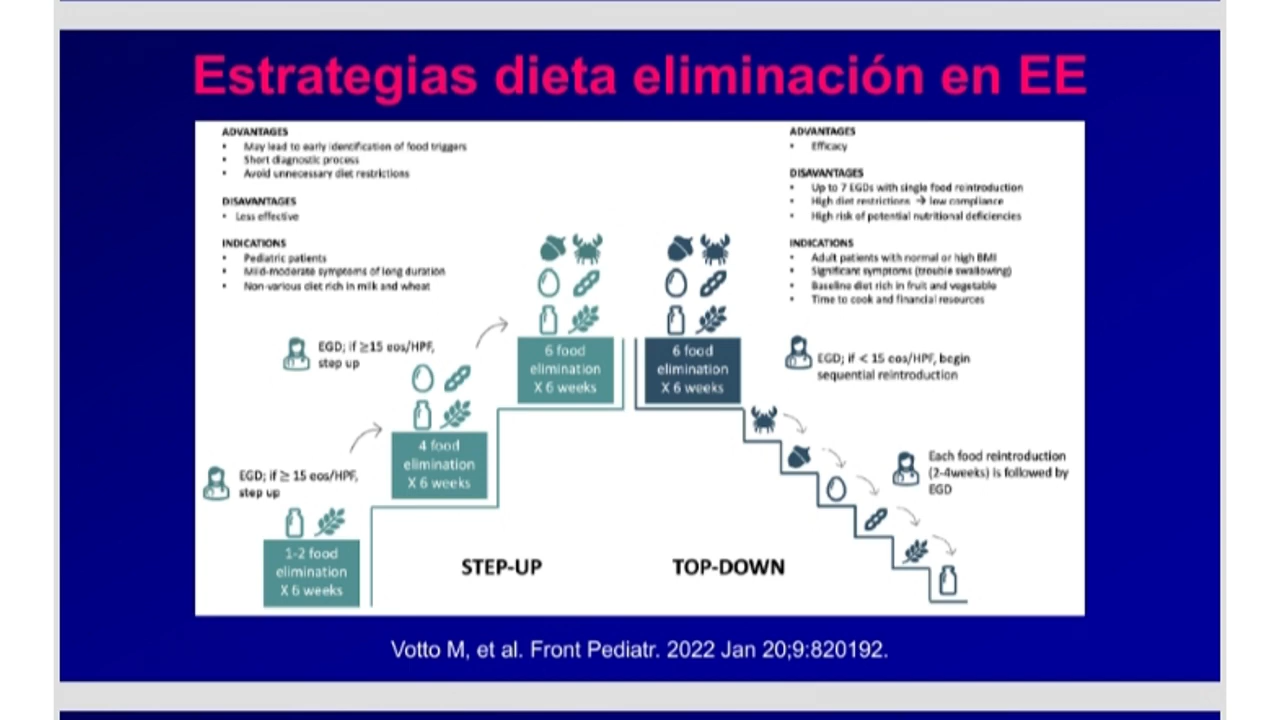 Estrategias dieta eliminación en EE
ADVANTAGES
• May lead to early identification of food triggers
• Short diagnostic process
• Avoid unnecessary diet restrictions
DISAVANTAGES
• Less effective
INDICATIONS
• Pediatric patients
• Mild-moderate symptoms of long duration
• Non-various diet rich in milk and wheat
EGD; if ≥15 eos/HPF,
step up
6 food
elimination
X 6 weeks
EGD; if ≥ 15 eos/HPF,
step up
4 food
elimination
X 6 weeks
1-2 food
elimination
X 6 weeks
STEP-UP
ADVANTAGES
• Efficacy
DISAVANTAGES
• Up to 7 EGDs with single food reintroduction
• High diet restrictions → low compliance
• High risk of potential nutritional deficiencies
INDICATIONS
• Adult patients with normal or high BMI
• Significant symptoms (trouble swallowing)
• Baseline diet rich in fruit and vegetable
• Time to cook and financial resources
6 food
elimination
X 6 weeks
EGD; if < 15 eos/HPF, begin
sequential reintroduction
Each food reintroduction
(2-4weeks) is followed by
EGD
TOP-DOWN
Votto M, et al. Front Pediatr. 2022 Jan 20;9:820192.